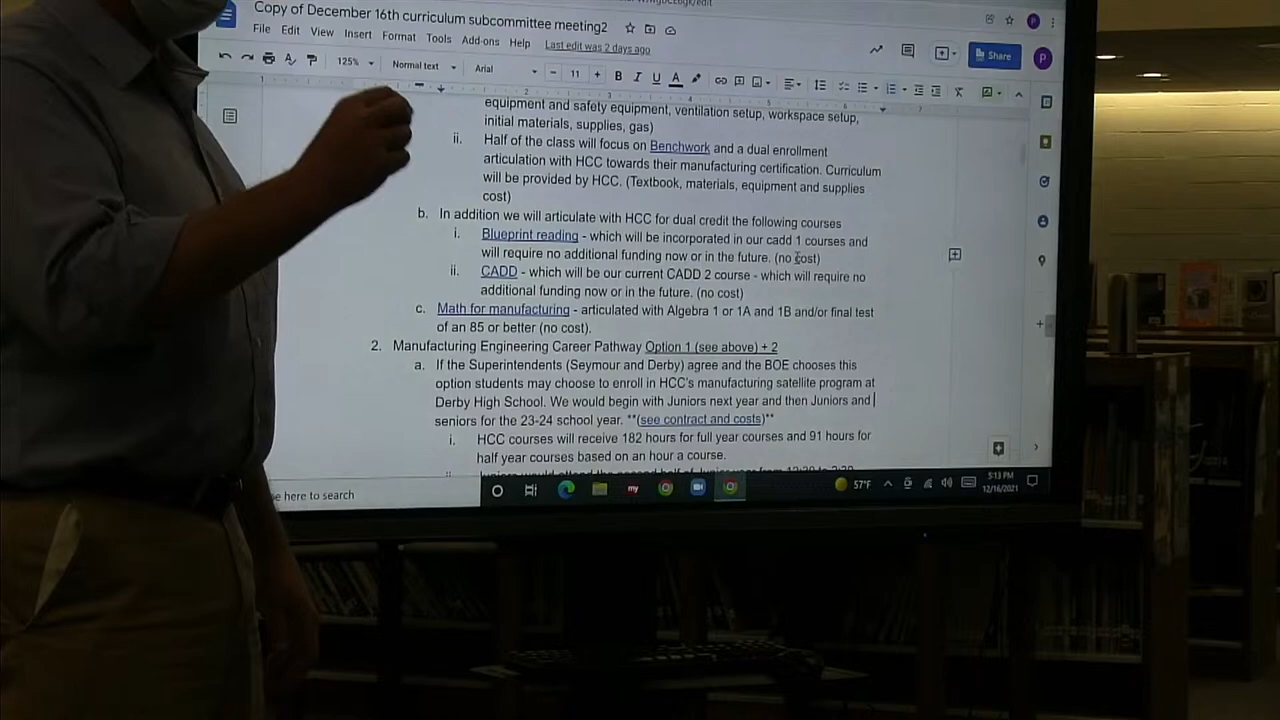 Copy of December 16th curriculum subcommittee meeting2
File Edit View Insert Format Tools Add-ons Help Last edit was 2 days ago
Share
P
125% Normal text Arial 11 B I U A
equipment and safety equipment, ventilation setup, workspace setup,
initial materials, supplies, gas)
ii. Half of the class will focus on Benchwork and a dual enrollment
articulation with HCC towards their manufacturing certification. Curriculum
will be provided by HCC. (Textbook, materials, equipment and supplies
cost)
b. In addition we will articulate with HCC for dual credit the following courses
i. Blueprint reading - which will be incorporated in our cadd 1 courses and
will require no additional funding now or in the future. (no cost)
ii. CADD - which will be our current CADD 2 course - which will require no
additional funding now or in the future. (no cost)
c. Math for manufacturing - articulated with Algebra 1 or 1A and 1B and/or final test
of an 85 or better (no cost).
2. Manufacturing Engineering Career Pathway Option 1 (see above) + 2
a. If the Superintendents (Seymour and Derby) agree and the BOE chooses this
option students may choose to enroll in HCC's manufacturing satellite program at
Derby High School. We would begin with Juniors next year and then Juniors and
seniors for the 23-24 school year. **(see contract and costs)**
i. HCC courses will receive 182 hours for full year courses and 91 hours for
half year courses based on an hour a course.
e here to search
my
57°F
5:13 PM
12/16/2021